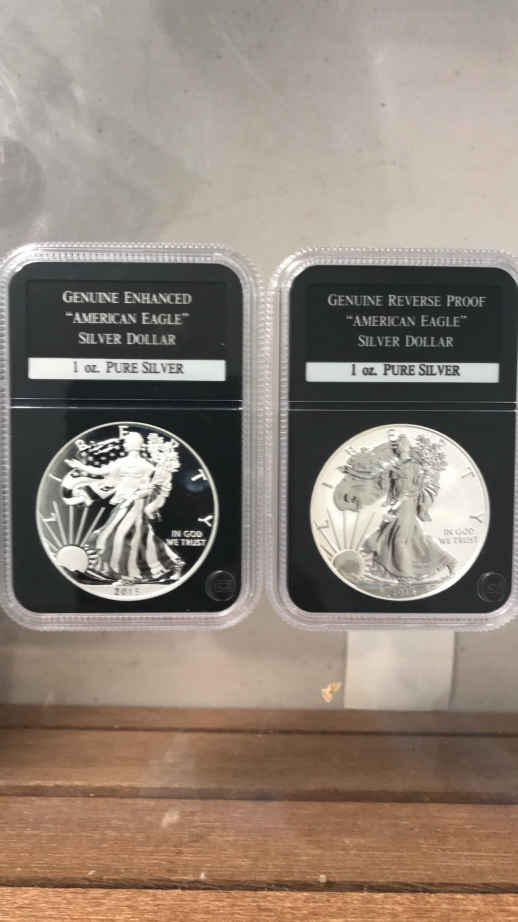 GENUINE ENHANCED
"AMERICAN EAGLE"
SILVER DOLLAR
1 oz. PURE SILVER
LIBERTY
IN GOD
WE TRUST
GENUINE REVERSE PROOF
"AMERICAN EAGLE"
SILVER DOLLAR
1 oz. PURE SILVER
LIBERTY
IN GOD
WE TRUST